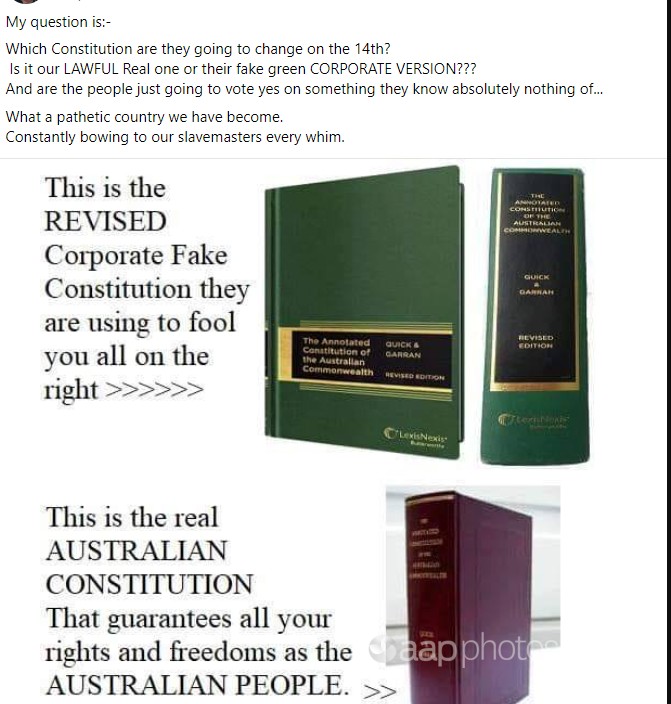 My question is:-
Which Constitution are they going to change on the 14th?
Is it our LAWFUL Real one or their fake green CORPORATE VERSION???
And are the people just going to vote yes on something they know absolutely nothing of...
What a pathetic country we have become.
Constantly bowing to our slavemasters every whim.
This is the
REVISED
Corporate Fake
Constitution they
are using to fool
you all on the
right >>>>>>
The Annotated
Constitution of
the Australian
Commonwealth
QUICK &
GARRAN
REVISED EDITION
LexisNexis
Butterworths
THE
ANNOTATED
CONSTITUTION
OF THE
AUSTRALIAN
COMMONWEALTH
QUICK
&
GARRAN
REVISED
EDITION
LexisNexis
This is the real
AUSTRALIAN
CONSTITUTION
That guarantees all your
rights and freedoms as the
AUSTRALIAN PEOPLE. >>
THE
ANNOTATED
CONSTITUTION
OF THE
AUSTRALIAN
COMMONWEALTH
aapphotos